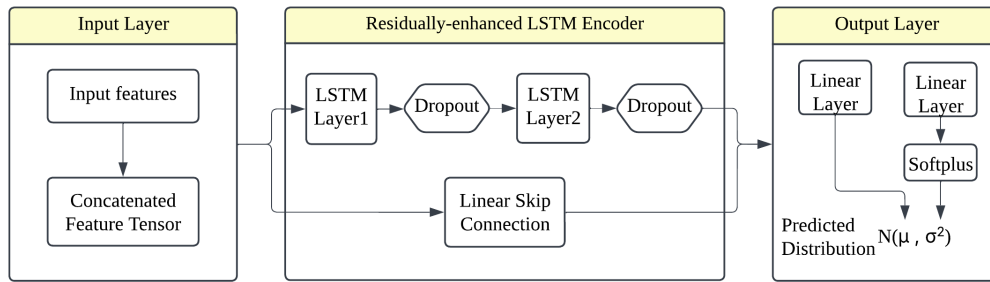 Input Layer
Input features
Concatenated
Feature Tensor
Residually-enhanced LSTM Encoder
LSTM
Layer1
Dropout
LSTM
Layer2
Dropout
Linear Skip
Connection
Output Layer
Linear
Layer
Linear
Layer
Softplus
Predicted
Distribution
N(μ , σ²)